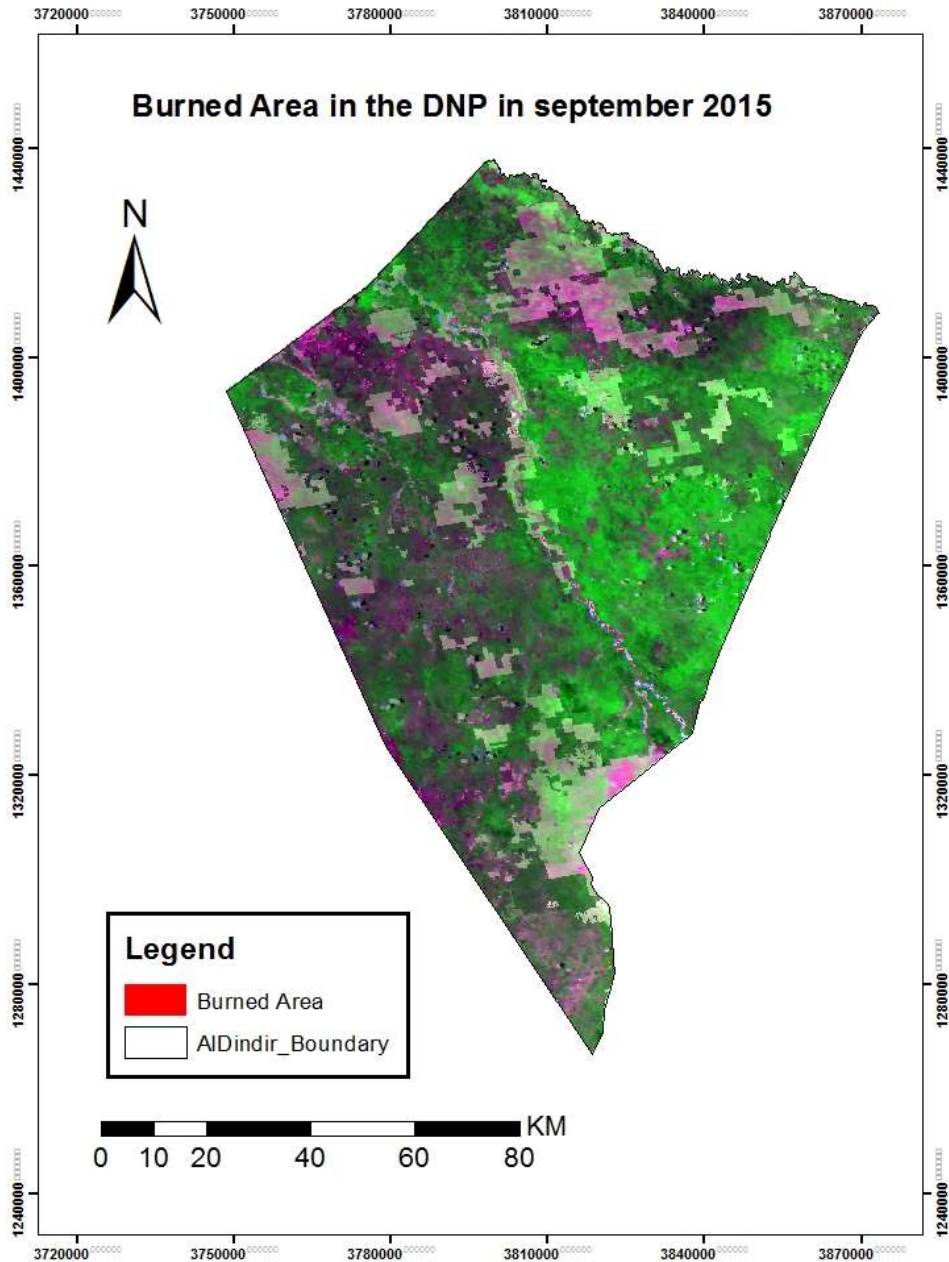 3720000 3750000 3780000 3810000 3840000 3870000
Burned Area in the DNP in september 2015
1440000 1440000
N
1400000 1400000
1360000 1360000
1320000 1320000
Legend
Burned Area
AlDindir_Boundary
1280000 1280000
KM
0 10 20 40 60 80
1240000 1240000
3720000 3750000 3780000 3810000 3840000 3870000